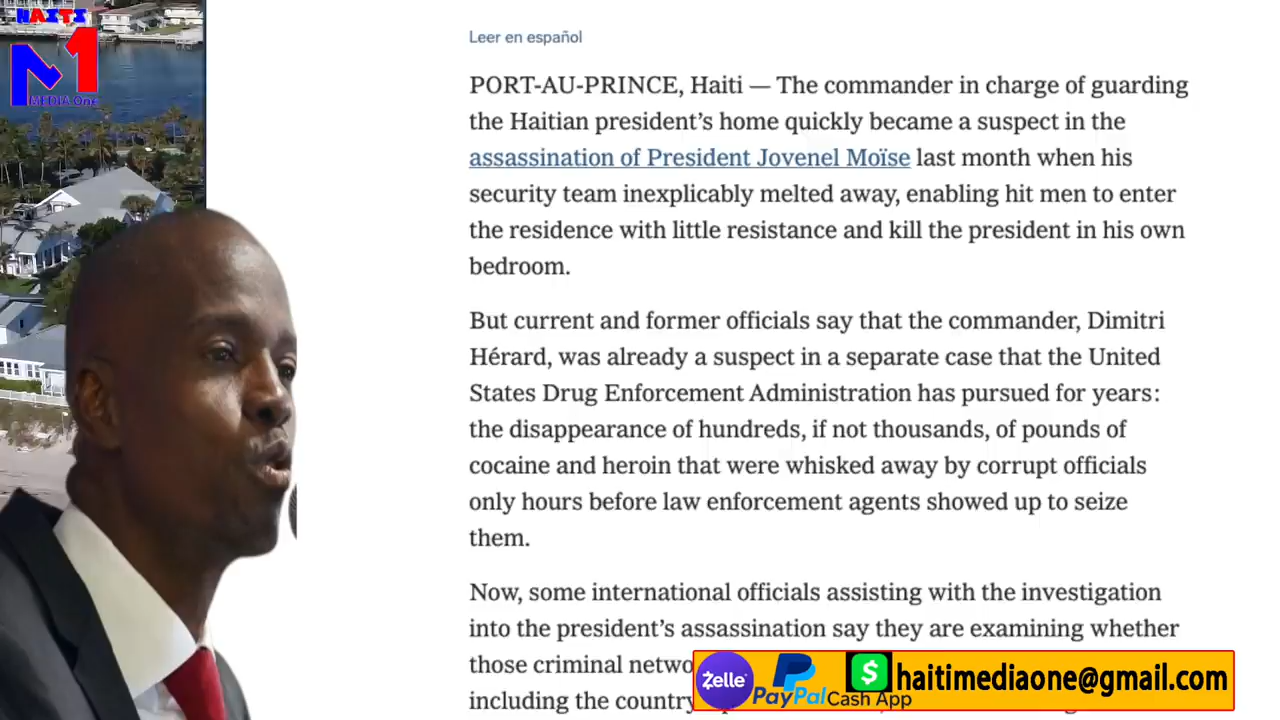 HAITI
M1
MEDIA One
Leer en español
PORT-AU-PRINCE, Haiti — The commander in charge of guarding
the Haitian president’s home quickly became a suspect in the
assassination of President Jovenel Moïse last month when his
security team inexplicably melted away, enabling hit men to enter
the residence with little resistance and kill the president in his own
bedroom.
But current and former officials say that the commander, Dimitri
Hérard, was already a suspect in a separate case that the United
States Drug Enforcement Administration has pursued for years:
the disappearance of hundreds, if not thousands, of pounds of
cocaine and heroin that were whisked away by corrupt officials
only hours before law enforcement agents showed up to seize
them.
Now, some international officials assisting with the investigation
into the president’s assassination say they are examining whether
those criminal netwo
including the country
Zelle PayPal $ Cash App haitimediaone@gmail.com